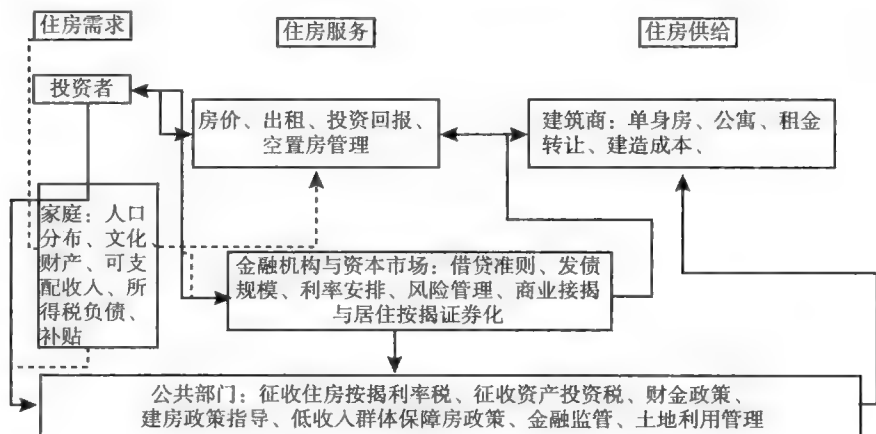 住房需求
住房服务
住房供给
投资者
房价、出租、投资回报、
空置房管理
建筑商：单身房、公寓、租金
转让、建造成本、
家庭：人口
分布、文化
财产、可支
配收入、所
得税负债、
补贴
金融机构与资本市场：借贷准则、发债
规模、利率安排、风险管理、商业接揭
与居住按揭证券化
公共部门：征收住房按揭利率税、征收资产投资税、财金政策、
建房政策指导、低收入群体保障房政策、金融监管、土地利用管理